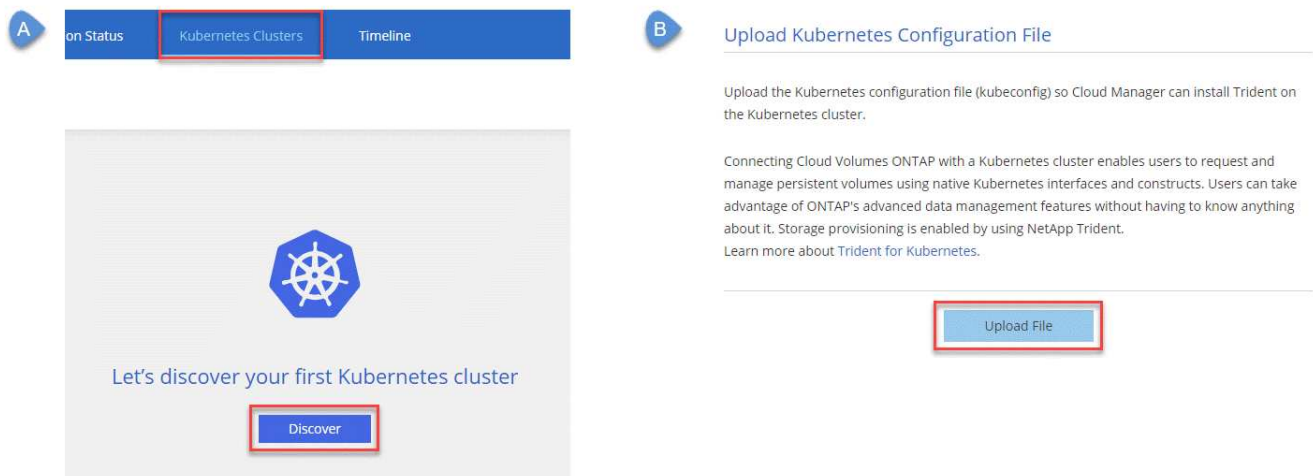 A
on Status Kubernetes Clusters Timeline
Let's discover your first Kubernetes cluster
Discover
B
Upload Kubernetes Configuration File
Upload the Kubernetes configuration file (kubeconfig) so Cloud Manager can install Trident on
the Kubernetes cluster.
Connecting Cloud Volumes ONTAP with a Kubernetes cluster enables users to request and
manage persistent volumes using native Kubernetes interfaces and constructs. Users can take
advantage of ONTAP's advanced data management features without having to know anything
about it. Storage provisioning is enabled by using NetApp Trident.
Learn more about Trident for Kubernetes.
Upload File